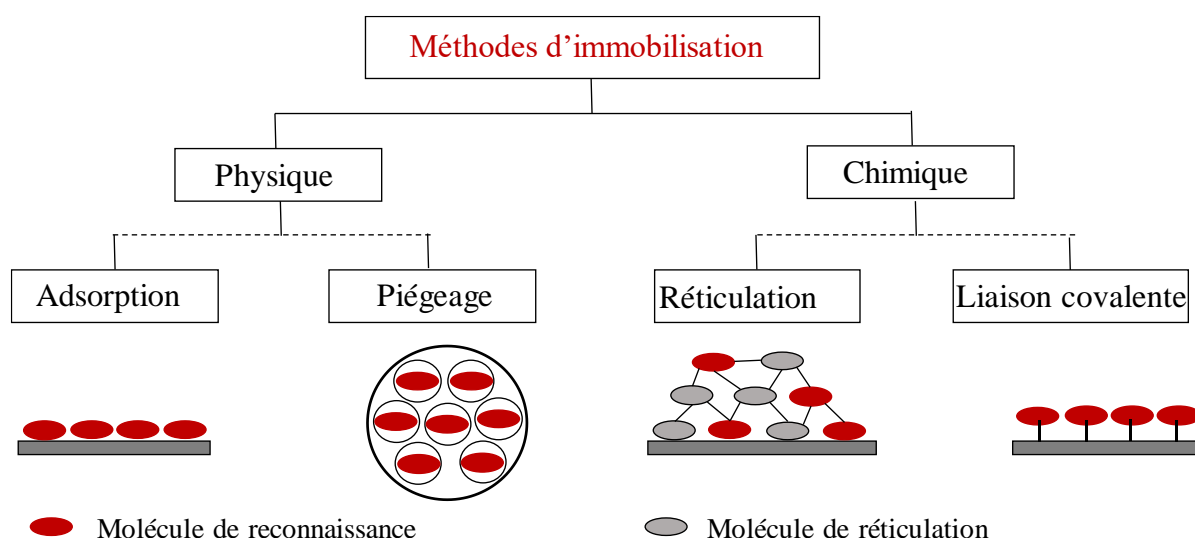 Méthodes d’immobilisation
Physique
Chimique
Adsorption
Piégeage
Réticulation
Liaison covalente
Molécule de reconnaissance
Molécule de réticulation